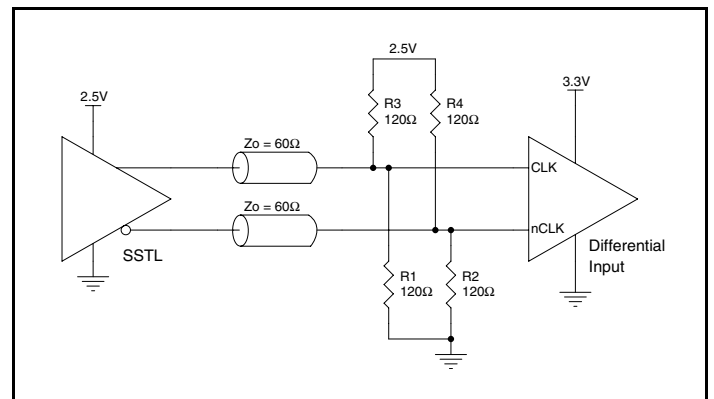 2.5V
3.3V
2.5V
R3
120Ω
R4
120Ω
Zo = 60Ω
CLK
Zo = 60Ω
nCLK
SSTL
Differential
Input
R1
120Ω
R2
120Ω